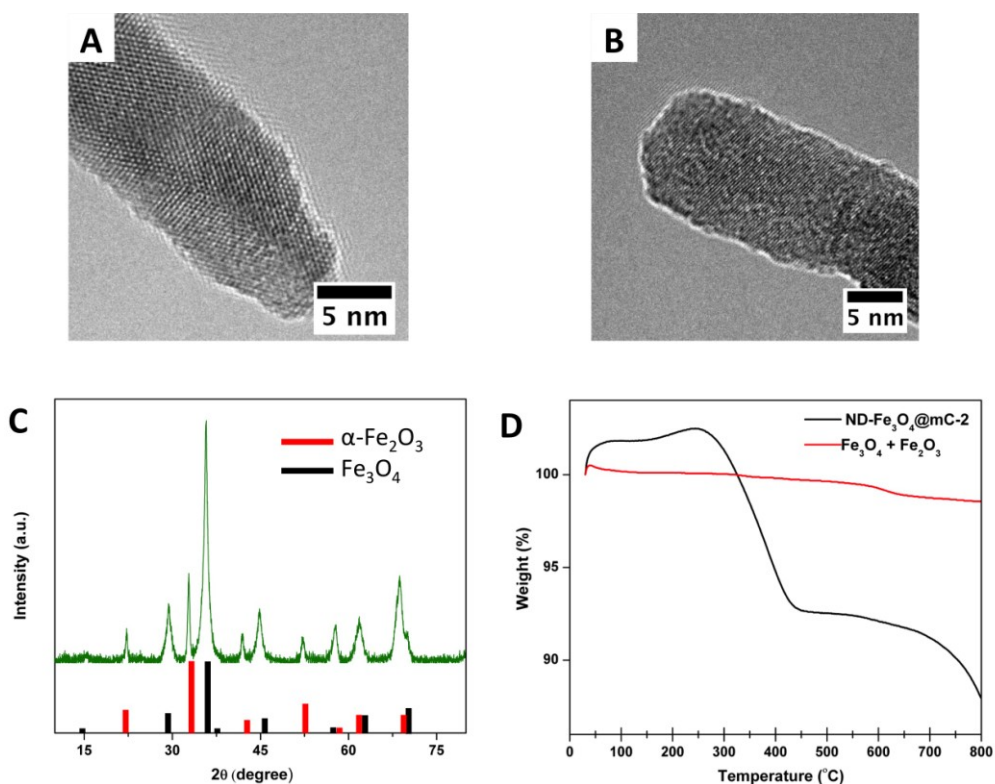 A
5 nm
B
5 nm
C
α-Fe₂O₃
Fe₃O₄
Intensity (a.u.)
15 30 45 60 75
2θ (degree)
D
ND-Fe₃O₄@mC-2
Fe₃O₄ + Fe₂O₃
Weight (%)
100
95
90
0 100 200 300 400 500 600 700 800
Temperature (°C)